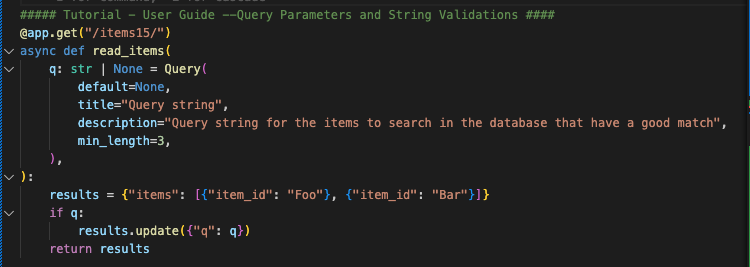 ##### Tutorial - User Guide --Query Parameters and String Validations ####
@app.get("/items15/")
async def read_items(
    q: str | None = Query(
        default=None,
        title="Query string",
        description="Query string for the items to search in the database that have a good match",
        min_length=3,
    ),
):
    results = {"items": [{"item_id": "Foo"}, {"item_id": "Bar"}]}
    if q:
        results.update({"q": q})
    return results